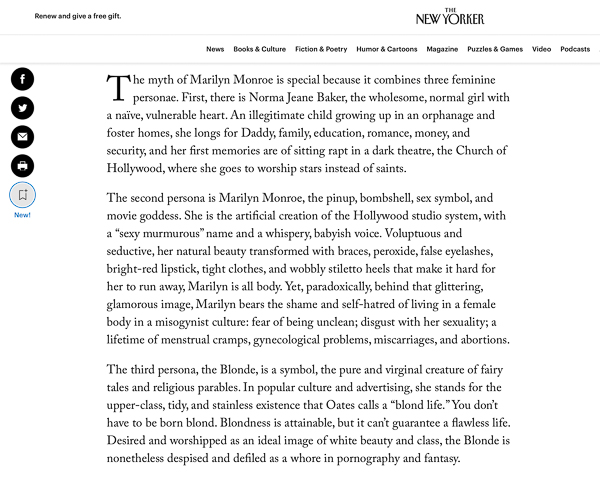 Renew and give a free gift.
THE
NEW YORKER
News Books & Culture Fiction & Poetry Humor & Cartoons Magazine Puzzles & Games Video Podcasts
The myth of Marilyn Monroe is special because it combines three feminine
personae. First, there is Norma Jeane Baker, the wholesome, normal girl with
a naïve, vulnerable heart. An illegitimate child growing up in an orphanage and
foster homes, she longs for Daddy, family, education, romance, money, and
security, and her first memories are of sitting rapt in a dark theatre, the Church of
Hollywood, where she goes to worship stars instead of saints.
New!
The second persona is Marilyn Monroe, the pinup, bombshell, sex symbol, and
movie goddess. She is the artificial creation of the Hollywood studio system, with
a “sexy murmurous” name and a whispery, babyish voice. Voluptuous and
seductive, her natural beauty transformed with braces, peroxide, false eyelashes,
bright-red lipstick, tight clothes, and wobbly stiletto heels that make it hard for
her to run away, Marilyn is all body. Yet, paradoxically, behind that glittering,
glamorous image, Marilyn bears the shame and self-hatred of living in a female
body in a misogynist culture: fear of being unclean; disgust with her sexuality; a
lifetime of menstrual cramps, gynecological problems, miscarriages, and abortions.
The third persona, the Blonde, is a symbol, the pure and virginal creature of fairy
tales and religious parables. In popular culture and advertising, she stands for the
upper-class, tidy, and stainless existence that Oates calls a “blond life.” You don’t
have to be born blond. Blondness is attainable, but it can’t guarantee a flawless life.
Desired and worshipped as an ideal image of white beauty and class, the Blonde is
nonetheless despised and defiled as a whore in pornography and fantasy.